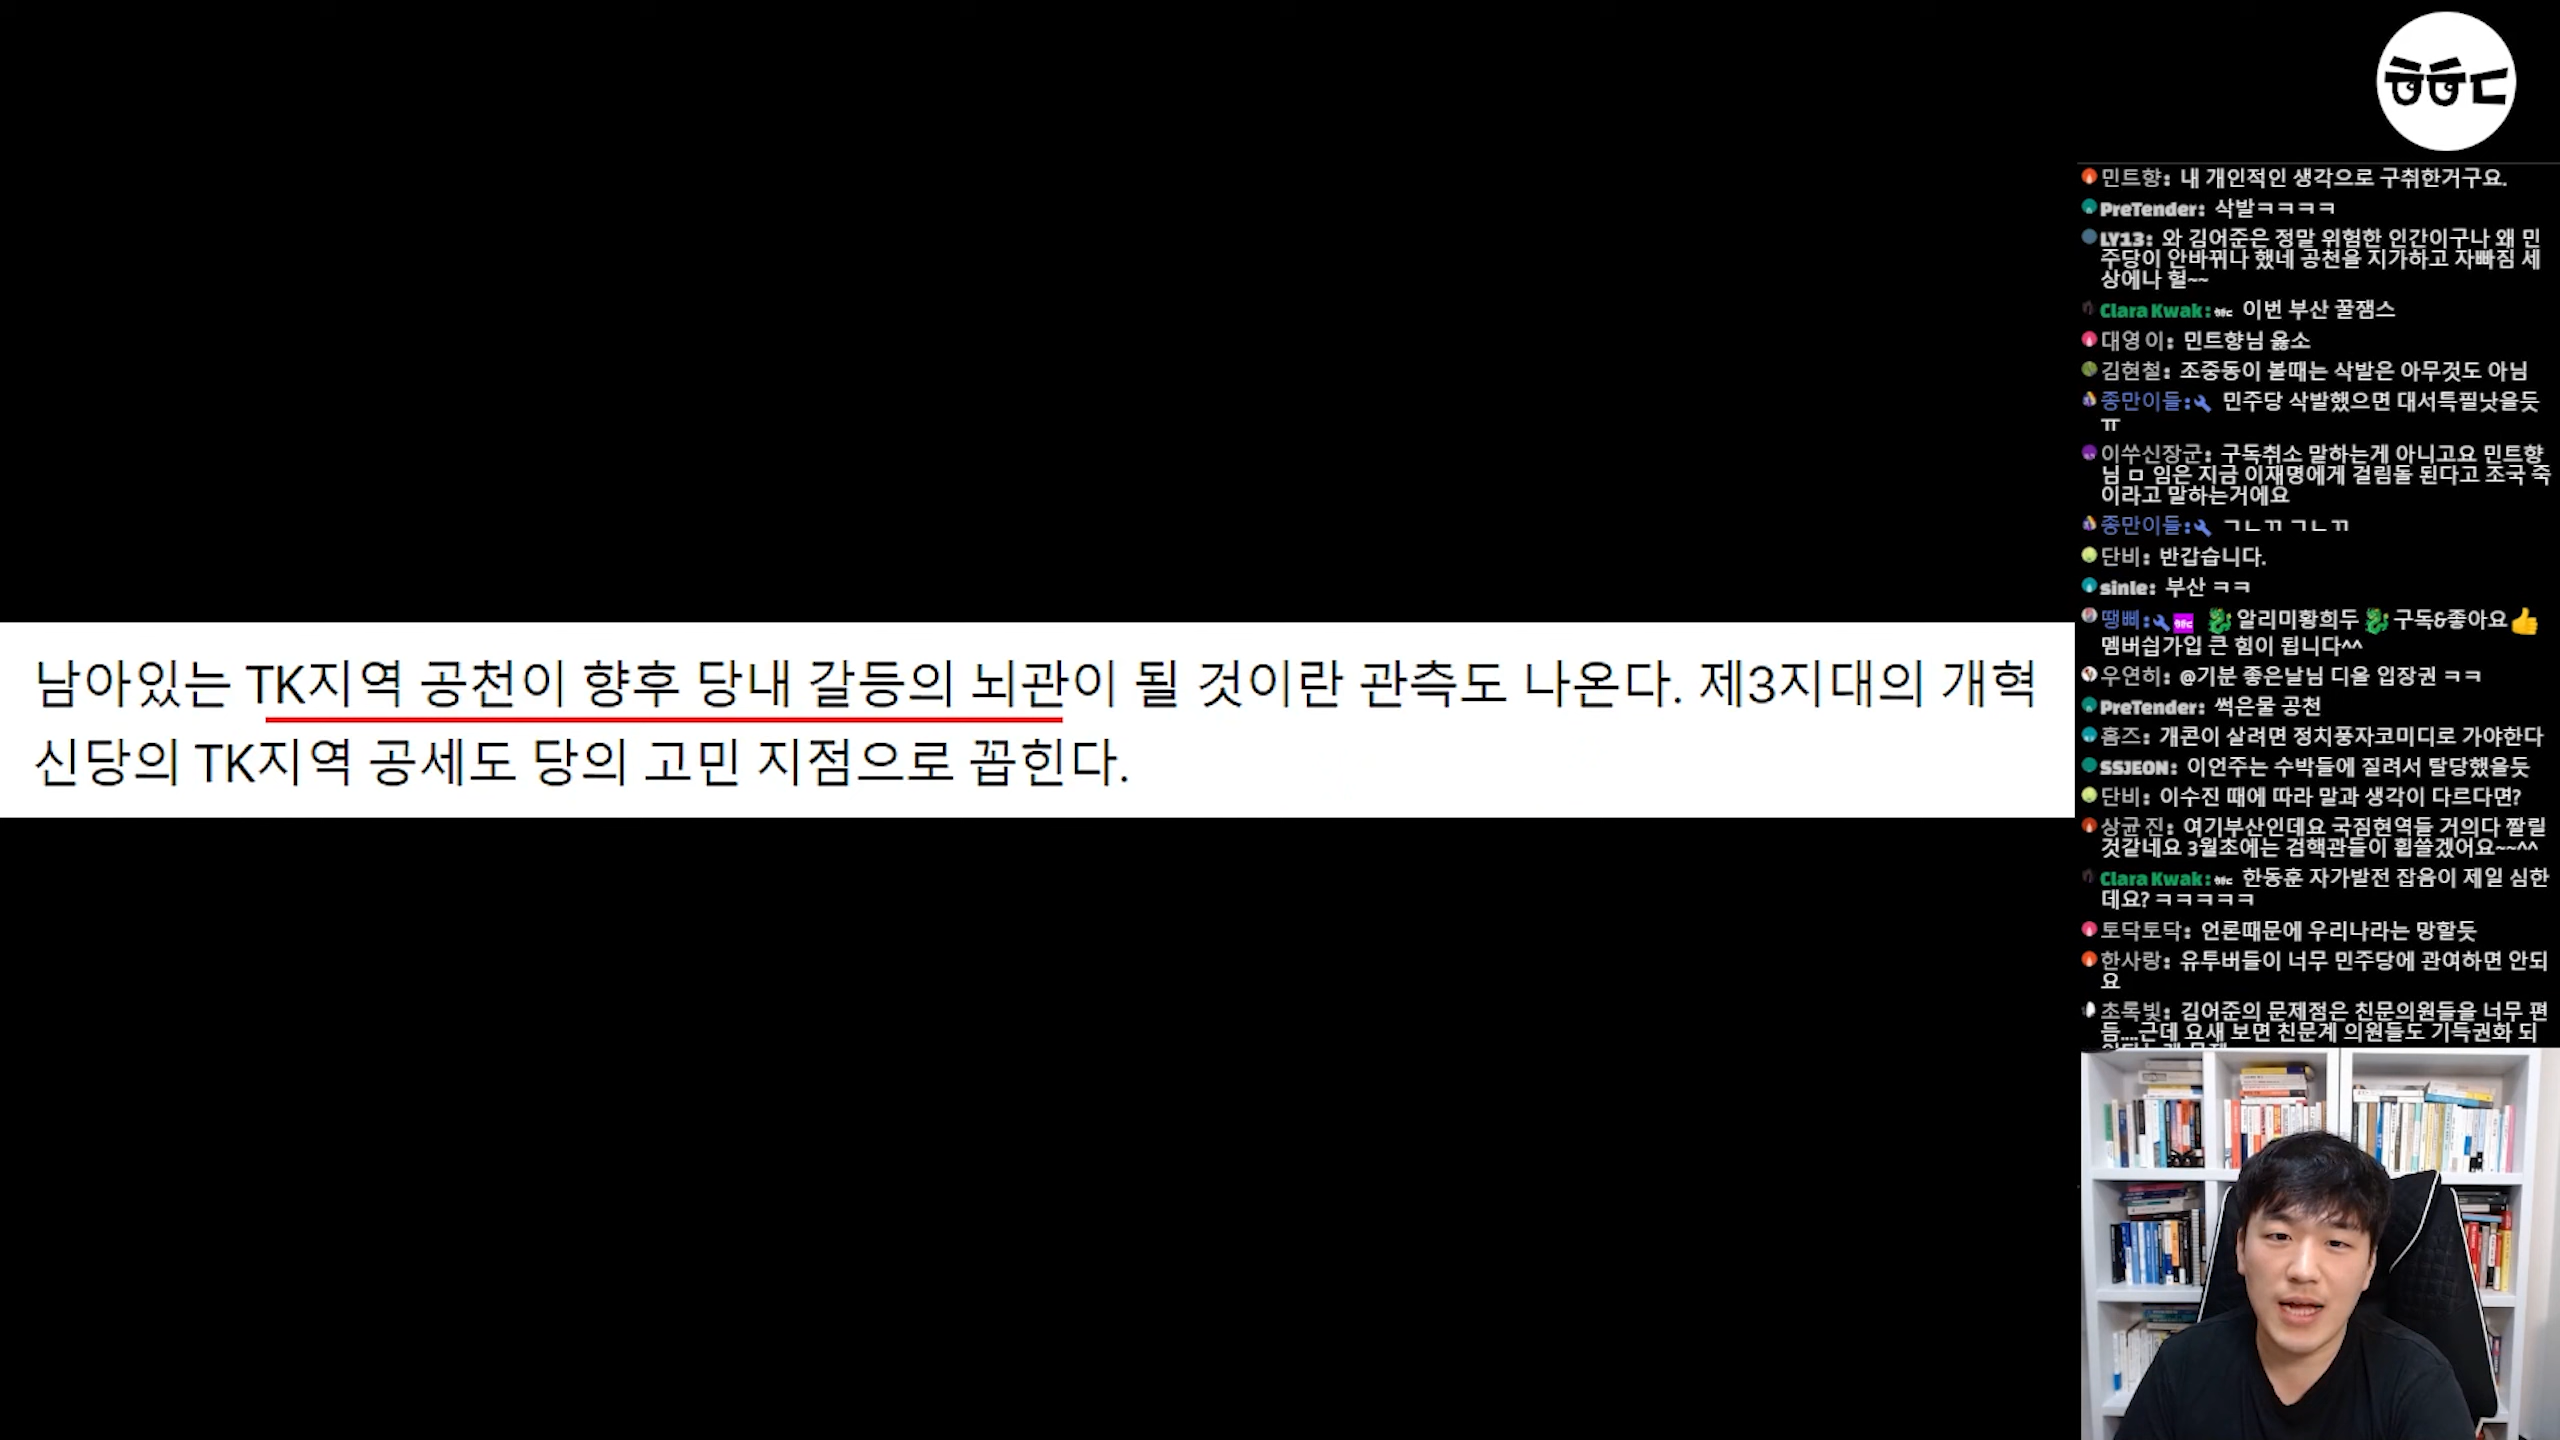 ㅎㅎㄷ
민트향: 내 개인적인 생각으로 구취한거구요.
PreTender: 삭발ㅋㅋㅋㅋ
LY13: 와 김어준은 정말 위험한 인간이구나 왜 민
주당이 안바뀌나 했네 공천을 지가하고 자빠짐 세
상에나 헐~~
Clara Kwak: 이번 부산 꿀잼스
대영 이: 민트향님 옳소
김현철: 조중동이 볼때는 삭발은 아무것도 아님
종만이들: 민주당 삭발했으면 대서특필낫을듯
ㅠ
이쑤신장군: 구독취소 말하는게 아니고요 민트향
님 ㅁ 임은 지금 이재명에게 걸림돌 된다고 조국 죽
이라고 말하는거에요
종만이들: ㄱㄴㄲ ㄱㄴㄲ
단비: 반갑습니다.
sinle: 부산 ㅋㅋ
땡삐: 알리미황희두 구독&좋아요
멤버쉽가입 큰 힘이 됩니다^^
우연히: @기분 좋은날님 디올 입장권 ㅋㅋ
PreTender: 썩은물 공천
홈즈: 개콘이 살려면 정치풍자코미디로 가야한다
SSJEON: 이언주는 수박들에 질려서 탈당했을듯
단비: 이수진 때에 따라 말과 생각이 다르다면?
상균 진: 여기부산인데요 국짐현역들 거의다 짤릴
것같네요 3월초에는 검핵관들이 휩쓸겠어요~~^^
Clara Kwak: 한동훈 자가발전 잡음이 제일 심한
데요? ㅋㅋㅋㅋㅋ
토닥토닥: 언론때문에 우리나라는 망할듯
한사랑: 유투버들이 너무 민주당에 관여하면 안되
요
초록빛: 김어준의 문제점은 친문의원들을 너무 편
듬....근데 요새 보면 친문계 의원들도 기득권화 되
남아있는 TK지역 공천이 향후 당내 갈등의 뇌관이 될 것이란 관측도 나온다. 제3지대의 개혁
신당의 TK지역 공세도 당의 고민 지점으로 꼽힌다.